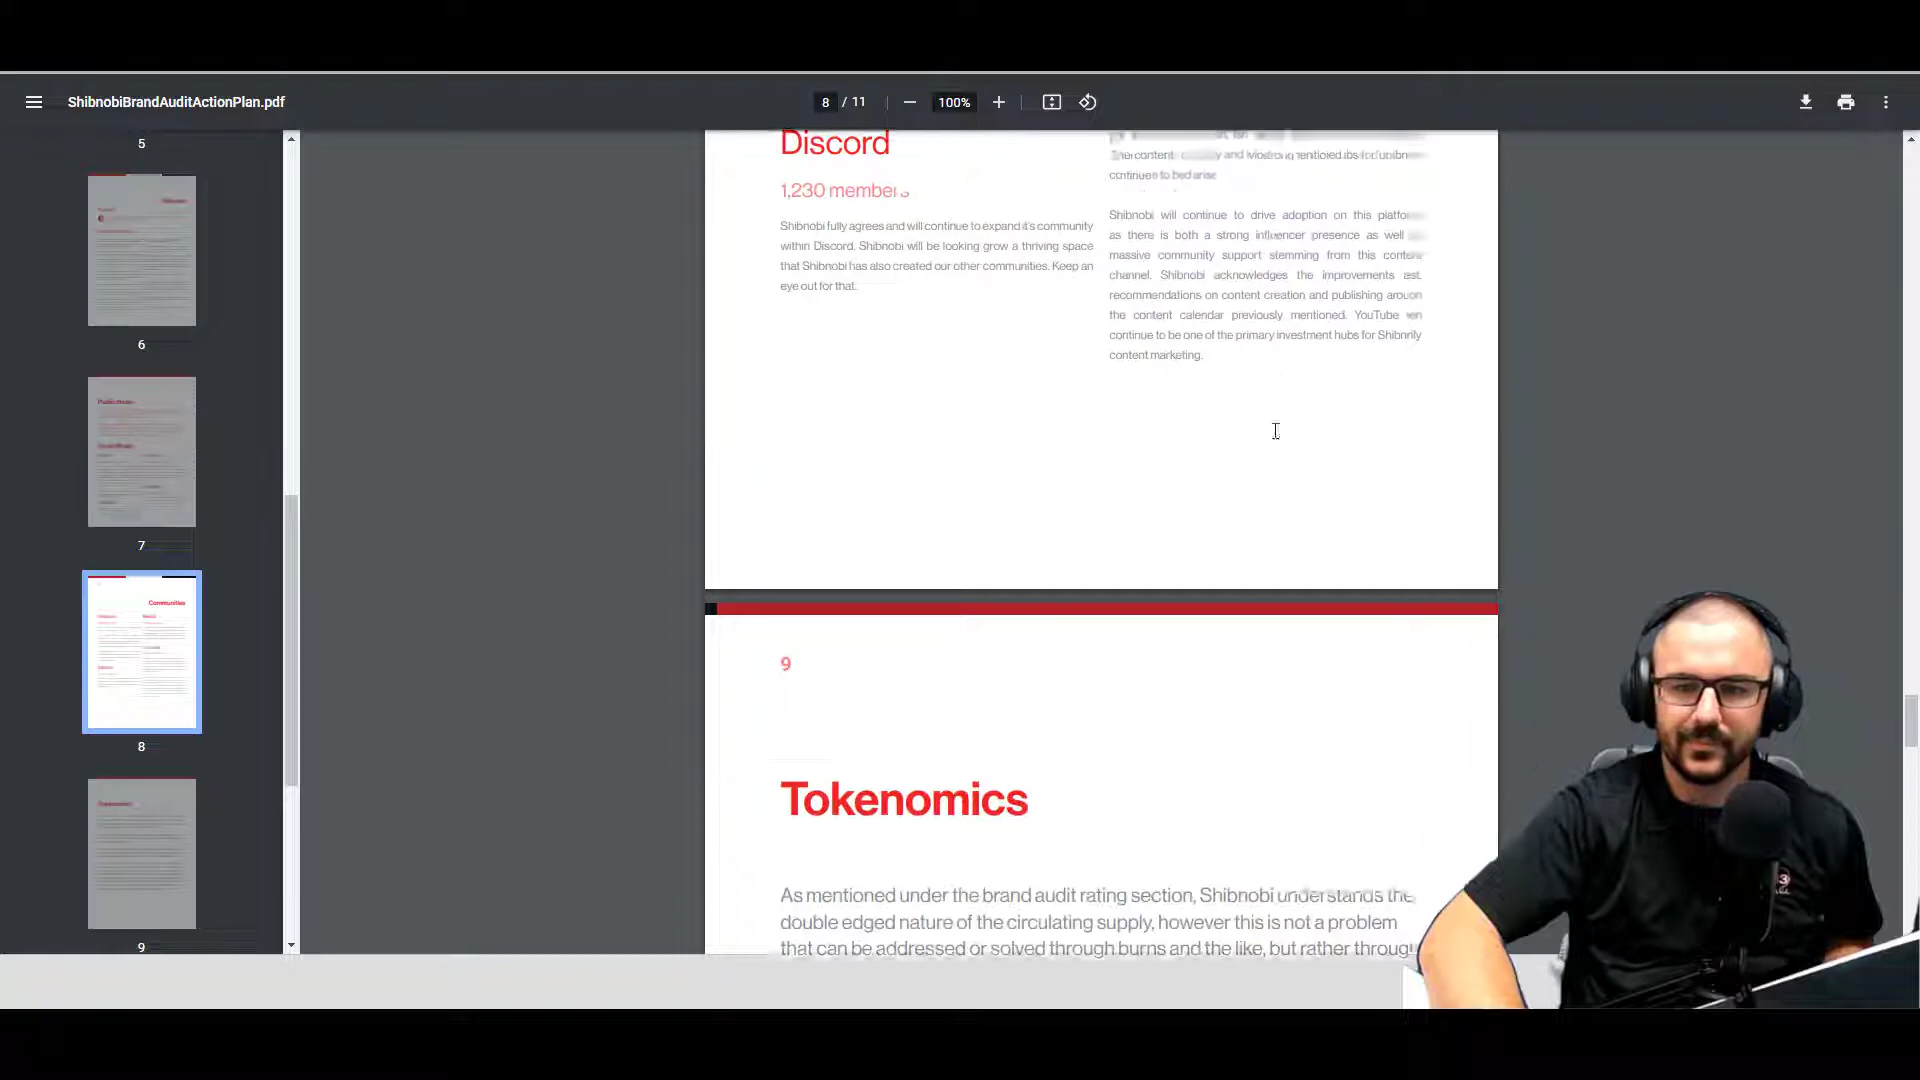 ShibnobiBrandAuditActionPlan.pdf
8 / 11
100%
5
6
7
8
9
Communities
Discord
1,230 members
Shibnobi fully agrees and will continue to expand it's community
within Discord. Shibnobi will be looking grow a thriving space
that Shibnobi has also created our other communities. Keep an
eye out for that.
Shibnobi will continue to drive adoption on this
as there is both a strong influencer presence as well
massive community support stemming from this
channel. Shibnobi acknowledges the improvements
recommendations on content creation and publishing
the content calendar previously mentioned. YouTube
continue to be one of the primary investment hubs for
content marketing.
9
Tokenomics
As mentioned under the brand audit rating section, Shibnobi understands the
double edged nature of the circulating supply, however this is not a problem
that can be addressed or solved through burns and the like, but rather